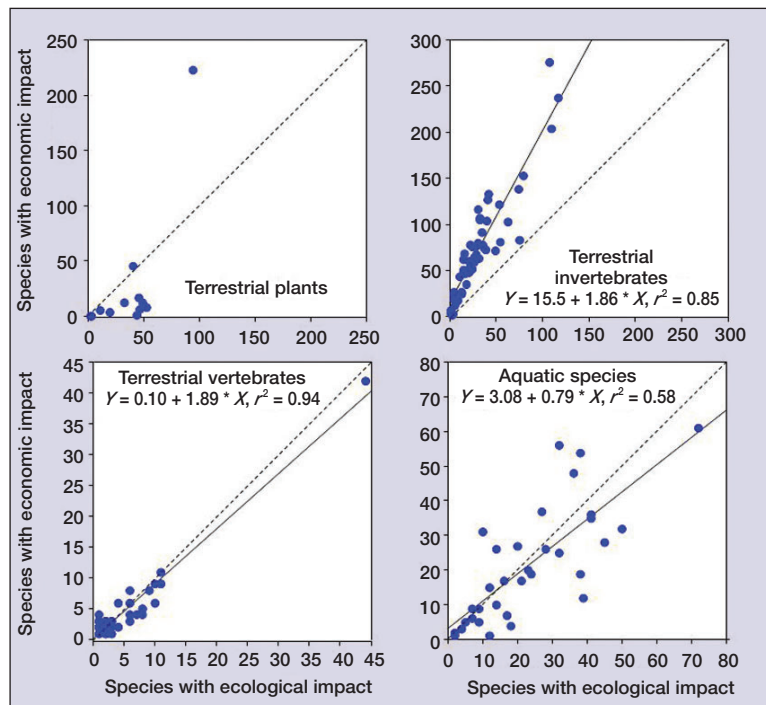 Species with economic impact
250
200
150
100
50
0
Terrestrial plants
0 50 100 150 200 250
300
250
200
150
100
50
0
Terrestrial
invertebrates
Y = 15.5 + 1.86 * X, r² = 0.85
0 50 100 150 200 250 300
Species with economic impact
45
40
35
30
25
20
15
10
5
0
Terrestrial vertebrates
Y = 0.10 + 1.89 * X, r² = 0.94
0 5 10 15 20 25 30 35 40 45
Species with ecological impact
80
70
60
50
40
30
20
10
0
Aquatic species
Y = 3.08 + 0.79 * X, r² = 0.58
0 10 20 30 40 50 60 70 80
Species with ecological impact